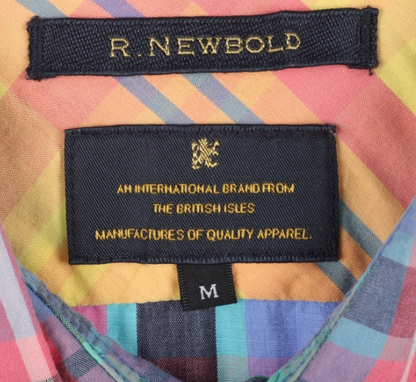 R. NEWBOLD
AN INTERNATIONAL BRAND FROM
THE BRITISH ISLES
MANUFACTURES OF QUALITY APPAREL.
M